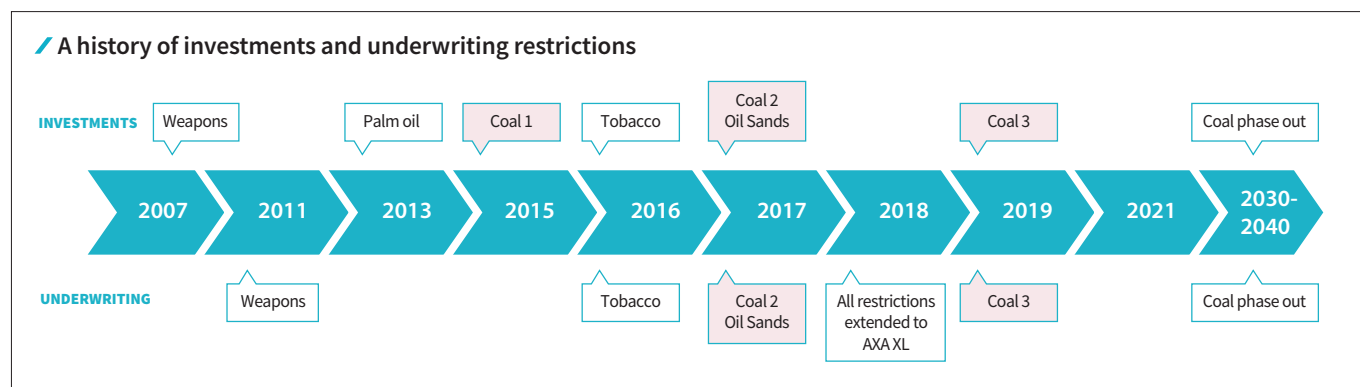 A history of investments and underwriting restrictions
INVESTMENTS
Weapons
Palm oil
Coal 1
Tobacco
Coal 2
Oil Sands
Coal 3
Coal phase out
2007
2011
2013
2015
2016
2017
2018
2019
2021
2030-
2040
UNDERWRITING
Weapons
Tobacco
Coal 2
Oil Sands
All restrictions
extended to
AXA XL
Coal 3
Coal phase out